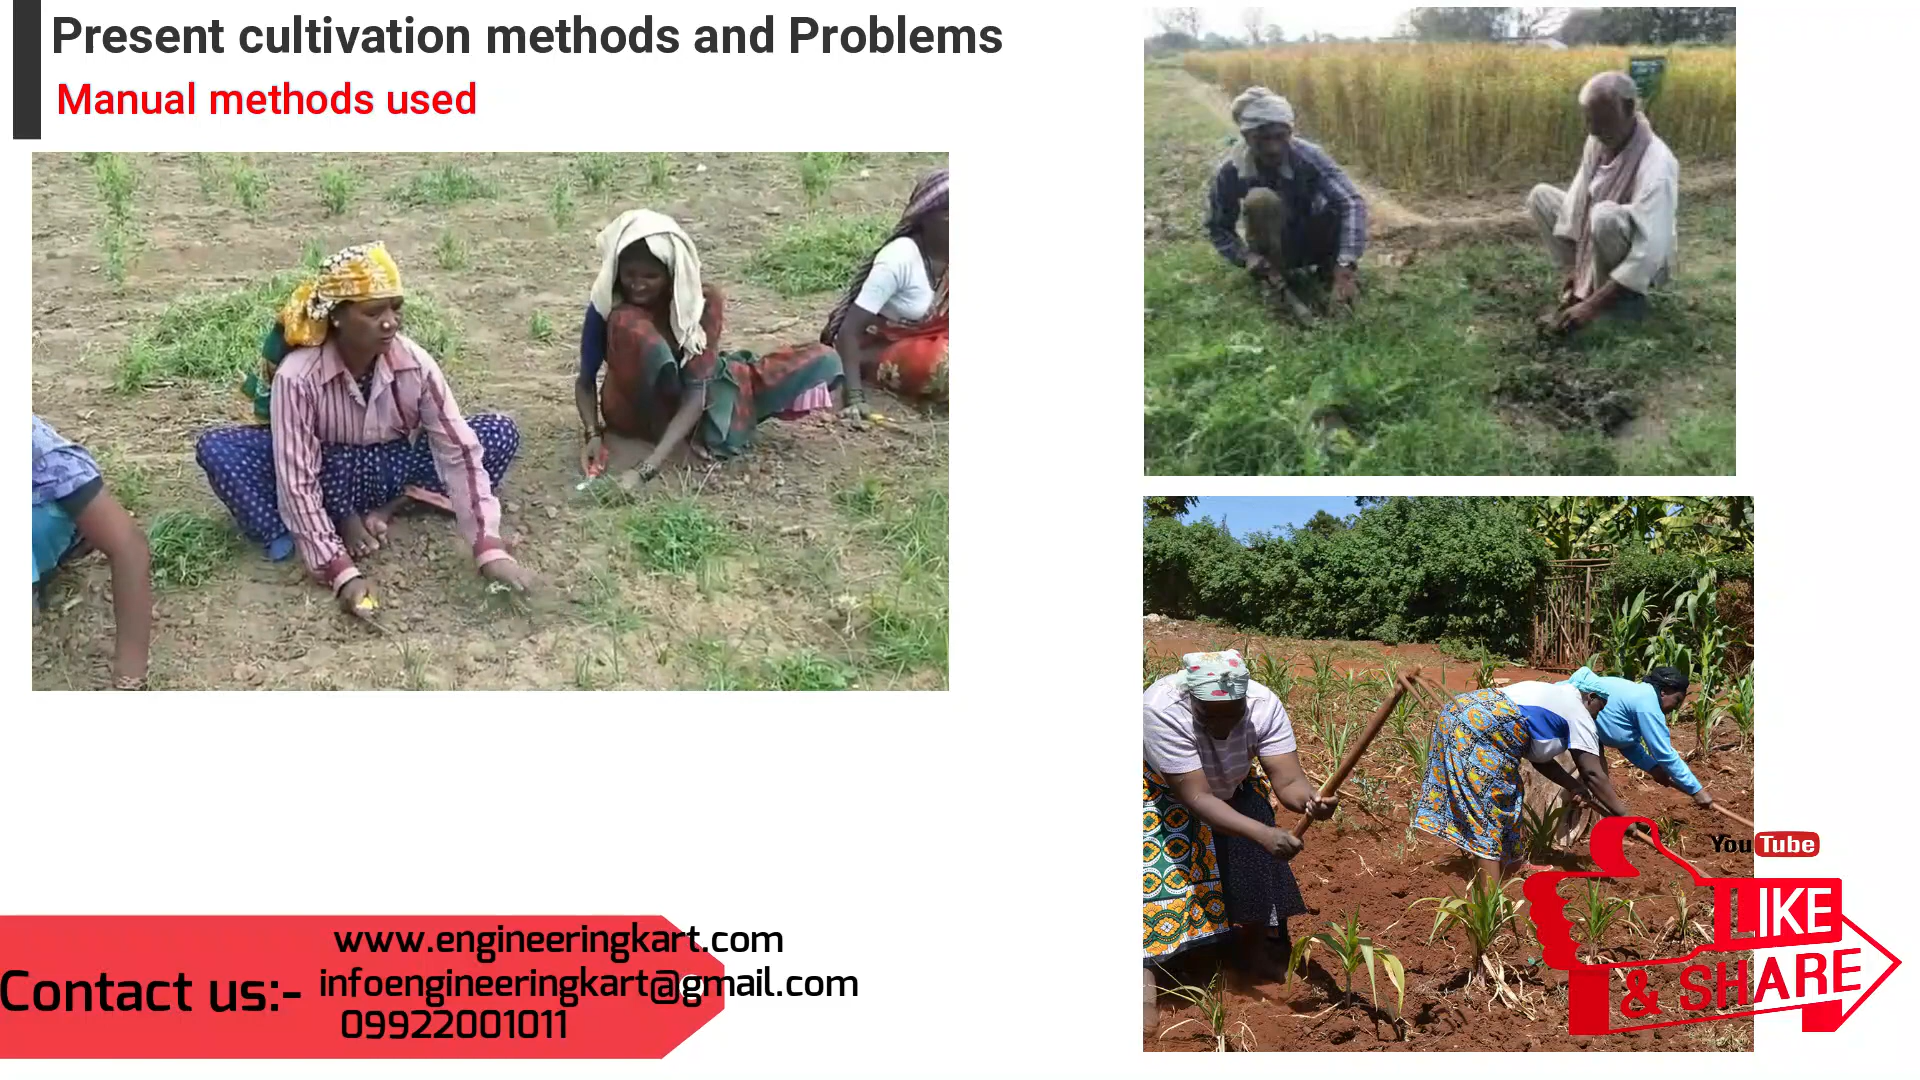 Present cultivation methods and Problems
Manual methods used
You Tube
LIKE
& SHARE
www.engineeringkart.com
Contact us:- infoengineeringkart@gmail.com
09922001011